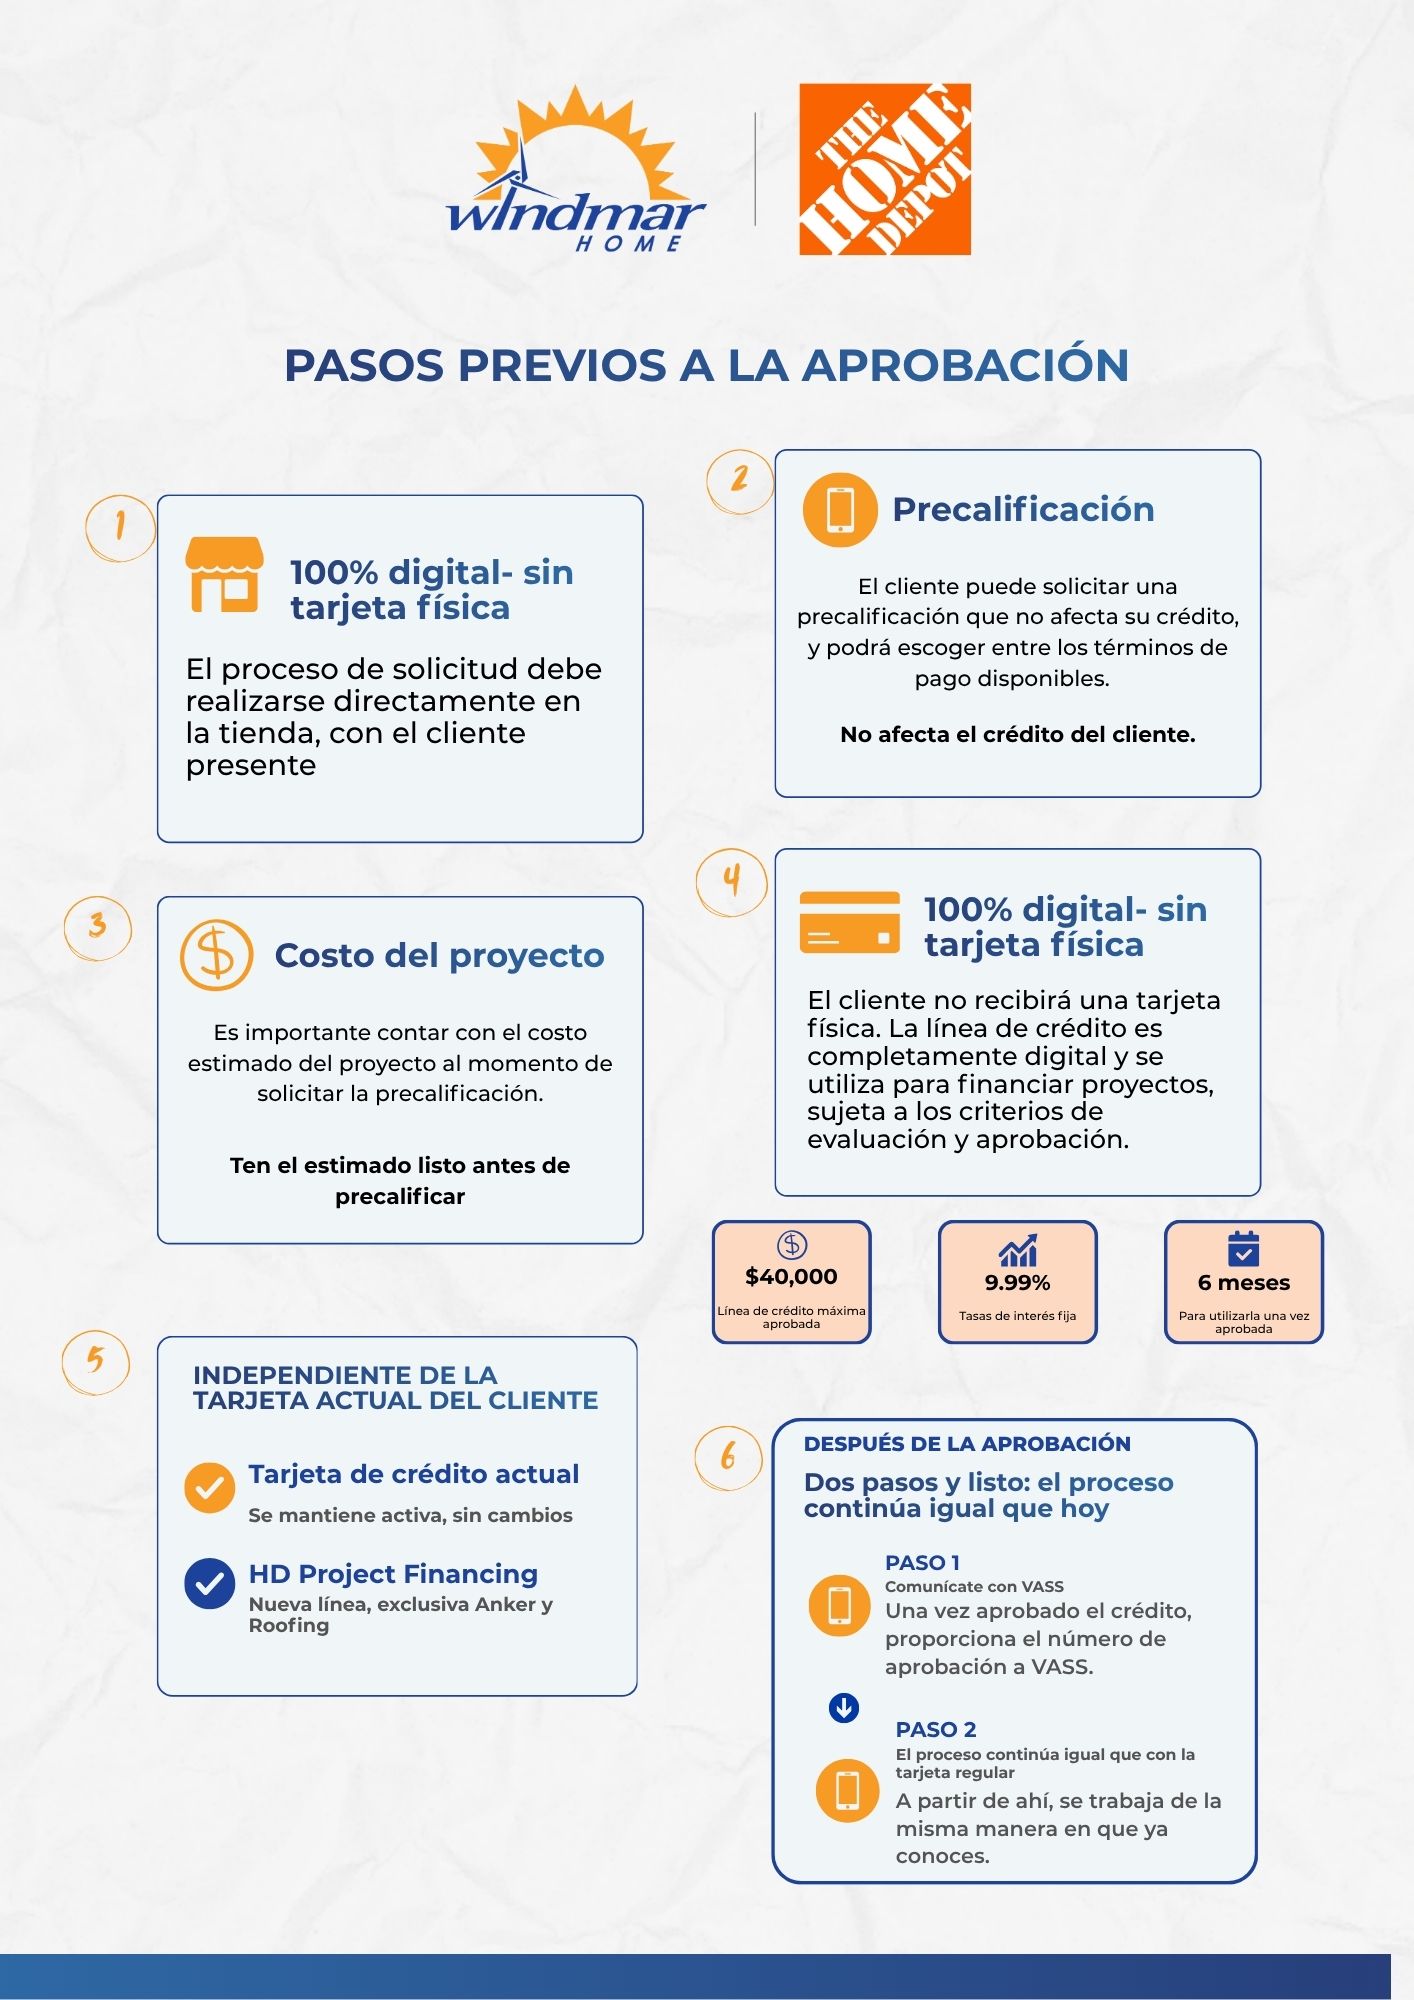 windmar
HOME
THE
HOME
DEPOT
PASOS PREVIOS A LA APROBACIÓN
1
100% digital- sin
tarjeta física
El proceso de solicitud debe
realizarse directamente en
la tienda, con el cliente
presente
2
Precalificación
El cliente puede solicitar una
precalificación que no afecta su crédito,
y podrá escoger entre los términos de
pago disponibles.
No afecta el crédito del cliente.
3
Costo del proyecto
Es importante contar con el costo
estimado del proyecto al momento de
solicitar la precalificación.
Ten el estimado listo antes de
precalificar
4
100% digital- sin
tarjeta física
El cliente no recibirá una tarjeta
física. La línea de crédito es
completamente digital y se
utiliza para financiar proyectos,
sujeta a los criterios de
evaluación y aprobación.
$40,000
Línea de crédito máxima
aprobada
9.99%
Tasas de interés fija
6 meses
Para utilizarla una vez
aprobada
5
INDEPENDIENTE DE LA
TARJETA ACTUAL DEL CLIENTE
Tarjeta de crédito actual
Se mantiene activa, sin cambios
HD Project Financing
Nueva línea, exclusiva Anker y
Roofing
6
DESPUÉS DE LA APROBACIÓN
Dos pasos y listo: el proceso
continúa igual que hoy
PASO 1
Comunícate con VASS
Una vez aprobado el crédito,
proporciona el número de
aprobación a VASS.
PASO 2
El proceso continúa igual que con la
tarjeta regular
A partir de ahí, se trabaja de la
misma manera en que ya
conoces.